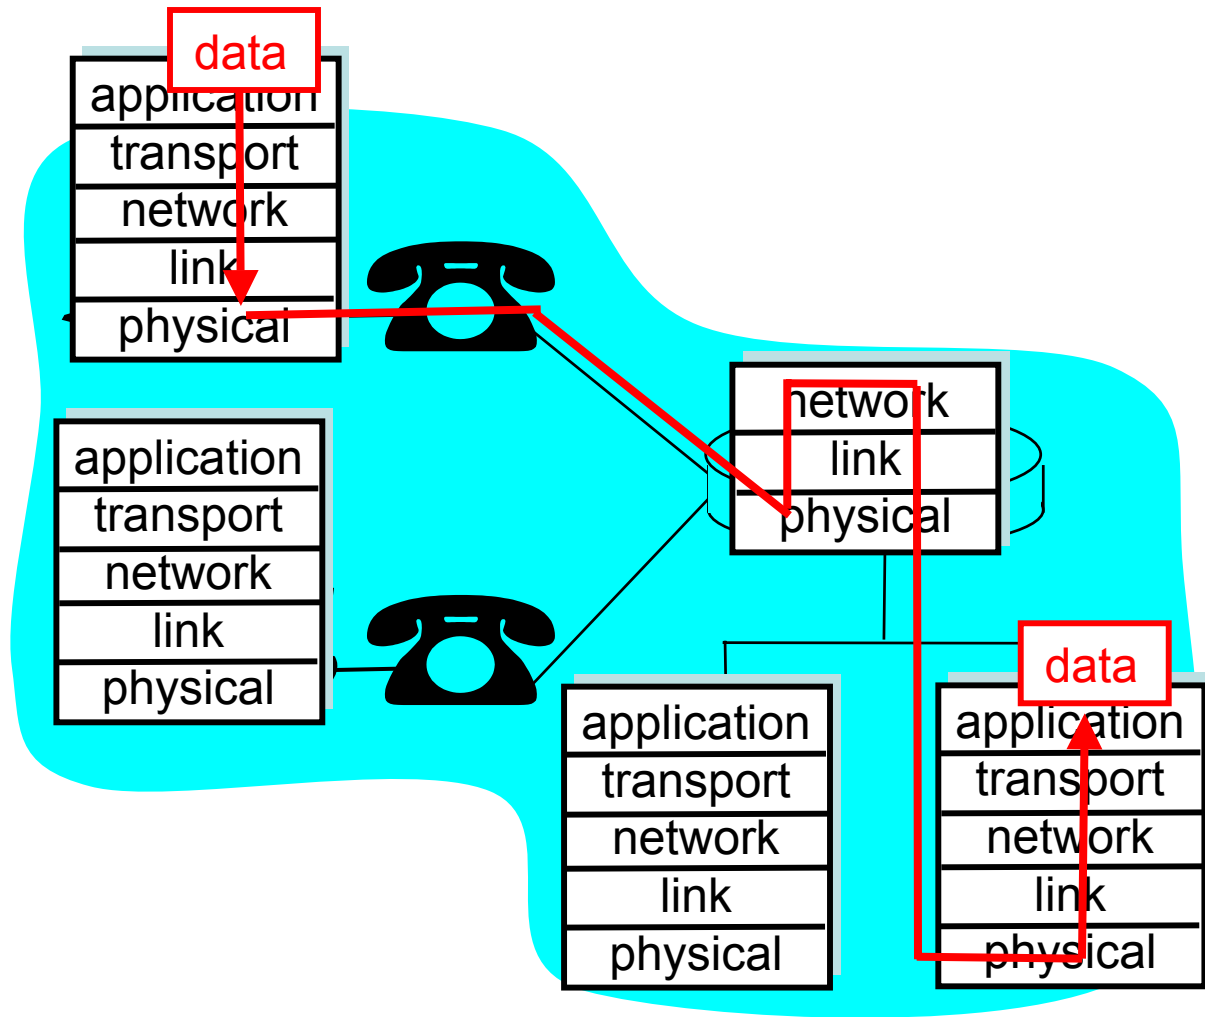 data
application
transport
network
link
physical
application
transport
network
link
physical
network
link
physical
application
transport
network
link
physical
data
application
transport
network
link
physical